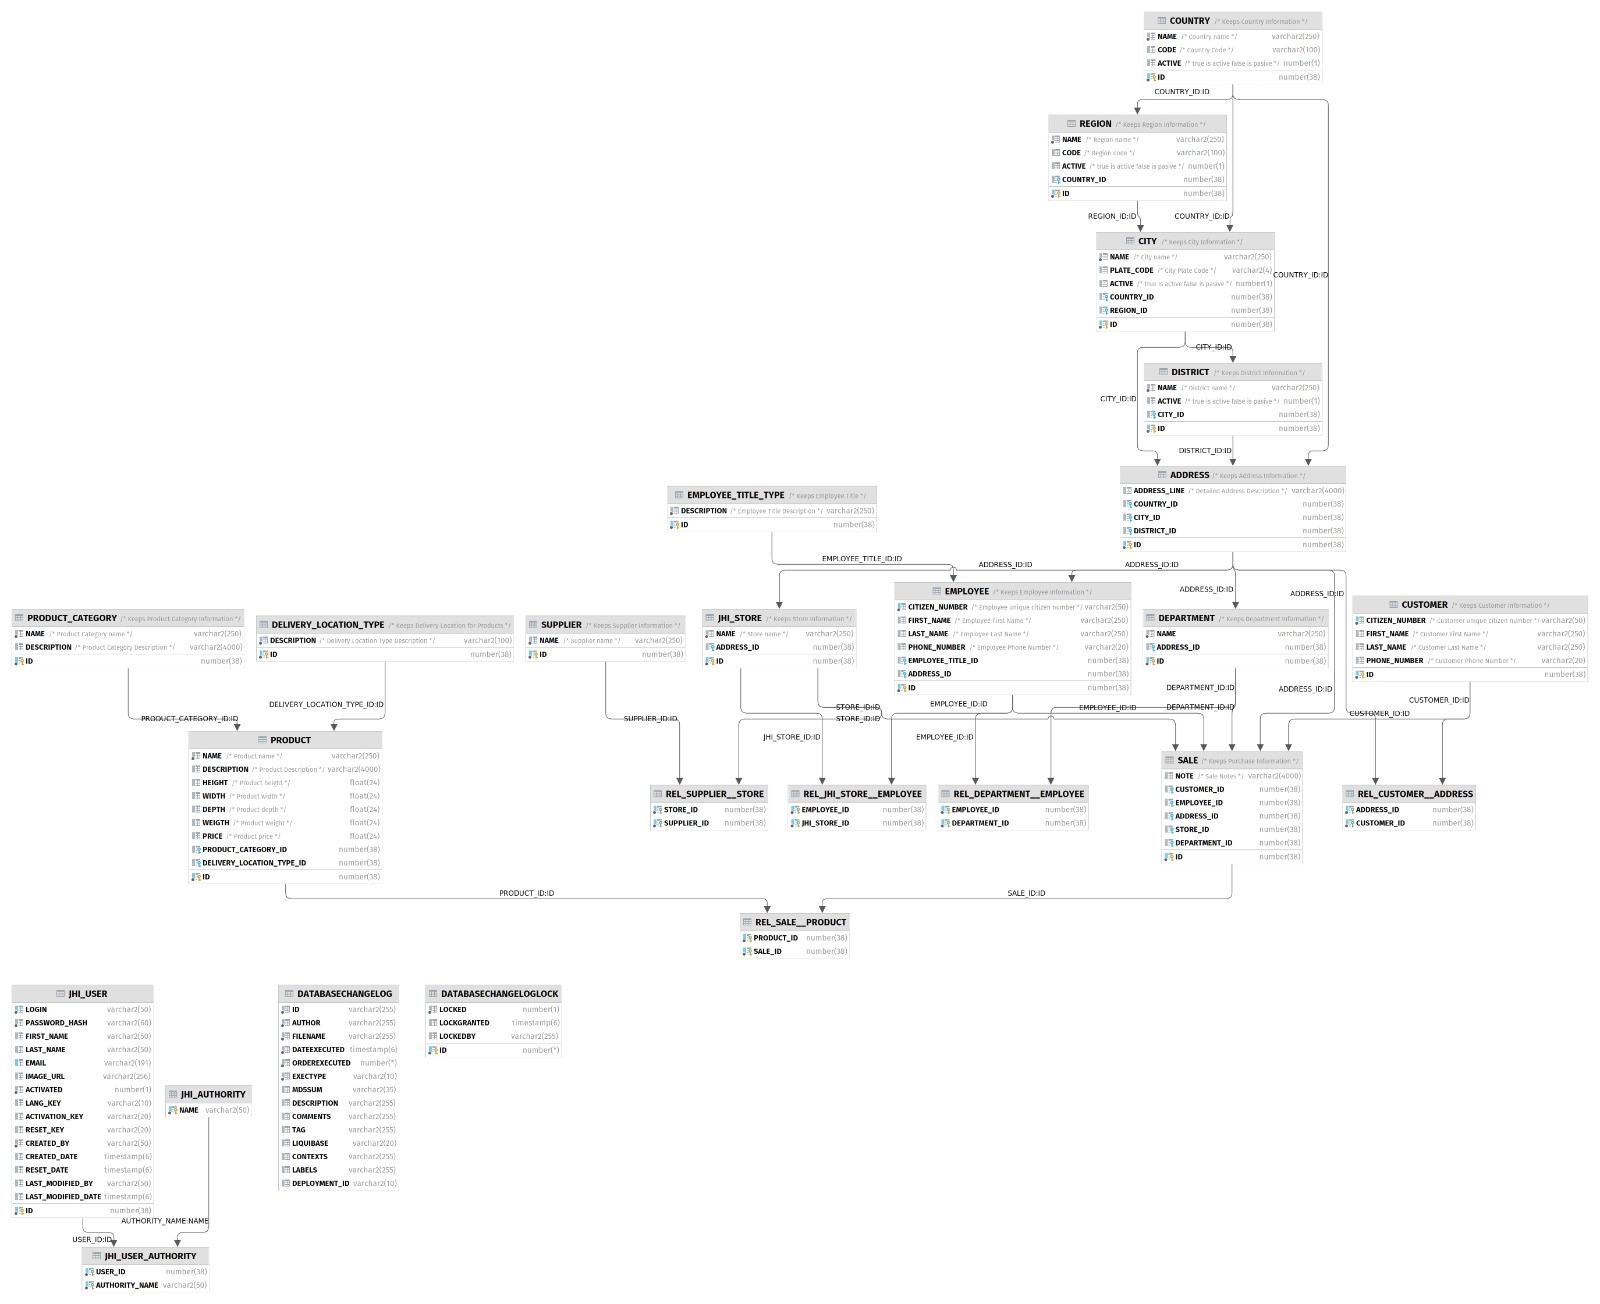 COUNTRY /* Keeps Country Information */
NAME /* Country name */ varchar2(250)
CODE /* Country Code */ varchar2(100)
ACTIVE /* true is active false is pasive */ number(1)
ID number(38)
COUNTRY_ID:ID
REGION /* Keeps Region Information */
NAME /* Region name */ varchar2(250)
CODE /* Region code */ varchar2(100)
ACTIVE /* true is active false is pasive */ number(1)
COUNTRY_ID number(38)
ID number(38)
REGION_ID:ID COUNTRY_ID:ID
CITY /* Keeps City Information */
NAME /* City name */ varchar2(250)
PLATE_CODE /* City Plate Code */ varchar2(4)
COUNTRY_ID:ID
ACTIVE /* true is active false is pasive */ number(1)
COUNTRY_ID number(38)
REGION_ID number(38)
ID number(38)
CITY_ID:ID
DISTRICT /* Keeps District Information */
NAME /* District name */ varchar2(250)
CITY_ID:ID
ACTIVE /* true is active false is pasive */ number(1)
CITY_ID number(38)
ID number(38)
DISTRICT_ID:ID
ADDRESS /* Keeps Address Information */
ADDRESS_LINE /* Detailed Address Description */ varchar2(4000)
COUNTRY_ID number(38)
CITY_ID number(38)
DISTRICT_ID number(38)
ID number(38)
EMPLOYEE_TITLE_TYPE /* Keeps Employee Title */
DESCRIPTION /* Employee Title Description */ varchar2(250)
ID number(38)
EMPLOYEE_TITLE_ID:ID
ADDRESS_ID:ID
ADDRESS_ID:ID
ADDRESS_ID:ID
ADDRESS_ID:ID
PRODUCT_CATEGORY /* Keeps Product Category Information */
NAME /* Product Category name */ varchar2(250)
DESCRIPTION /* Product Category Description */ varchar2(4000)
ID number(38)
DELIVERY_LOCATION_TYPE /* Keeps Delivery Location for Products */
DESCRIPTION /* Delivery Location Type Description */ varchar2(100)
ID number(38)
SUPPLIER /* Keeps Supplier Information */
NAME /* Supplier name */ varchar2(250)
ID number(38)
JHI_STORE /* Keeps Store Information */
NAME /* Store name */ varchar2(250)
ADDRESS_ID number(38)
ID number(38)
EMPLOYEE /* Keeps Employee Information */
CITIZEN_NUMBER /* Employee unique citizen number */ varchar2(50)
FIRST_NAME /* Employee First Name */ varchar2(250)
LAST_NAME /* Employee Last Name */ varchar2(250)
PHONE_NUMBER /* Employee Phone Number */ varchar2(20)
EMPLOYEE_TITLE_ID number(38)
ADDRESS_ID number(38)
ID number(38)
DEPARTMENT /* Keeps Department Information */
NAME varchar2(250)
ADDRESS_ID number(38)
ID number(38)
CUSTOMER /* Keeps Customer Information */
CITIZEN_NUMBER /* Customer unique citizen number */ varchar2(50)
FIRST_NAME /* Customer First Name */ varchar2(250)
LAST_NAME /* Customer Last Name */ varchar2(250)
PHONE_NUMBER /* Customer Phone Number */ varchar2(20)
ID number(38)
DEPARTMENT_ID:ID
ADDRESS_ID:ID
CUSTOMER_ID:ID
DELIVERY_LOCATION_TYPE_ID:ID
EMPLOYEE_ID:ID
STORE_ID:ID
EMPLOYEE_ID:ID
DEPARTMENT_ID:ID
CUSTOMER_ID:ID
PRODUCT_CATEGORY_ID:ID
SUPPLIER_ID:ID
STORE_ID:ID
JHI_STORE_ID:ID
EMPLOYEE_ID:ID
PRODUCT
NAME /* Product name */ varchar2(250)
DESCRIPTION /* Product Description */ varchar2(4000)
HEIGHT /* Product height */ float(24)
WIDTH /* Product width */ float(24)
DEPTH /* Product depth */ float(24)
WEIGTH /* Product weight */ float(24)
PRICE /* Product price */ float(24)
PRODUCT_CATEGORY_ID number(38)
DELIVERY_LOCATION_TYPE_ID number(38)
ID number(38)
REL_SUPPLIER__STORE
STORE_ID number(38)
SUPPLIER_ID number(38)
REL_JHI_STORE__EMPLOYEE
EMPLOYEE_ID number(38)
JHI_STORE_ID number(38)
REL_DEPARTMENT__EMPLOYEE
EMPLOYEE_ID number(38)
DEPARTMENT_ID number(38)
SALE /* Keeps Purchase Information */
NOTE /* Sale Notes */ varchar2(4000)
CUSTOMER_ID number(38)
EMPLOYEE_ID number(38)
ADDRESS_ID number(38)
STORE_ID number(38)
DEPARTMENT_ID number(38)
ID number(38)
REL_CUSTOMER__ADDRESS
ADDRESS_ID number(38)
CUSTOMER_ID number(38)
PRODUCT_ID:ID
SALE_ID:ID
REL_SALE__PRODUCT
PRODUCT_ID number(38)
SALE_ID number(38)
JHI_USER
LOGIN varchar2(50)
PASSWORD_HASH varchar2(60)
FIRST_NAME varchar2(50)
LAST_NAME varchar2(50)
EMAIL varchar2(191)
IMAGE_URL varchar2(256)
ACTIVATED number(1)
LANG_KEY varchar2(10)
ACTIVATION_KEY varchar2(20)
RESET_KEY varchar2(20)
CREATED_BY varchar2(50)
CREATED_DATE timestamp(6)
RESET_DATE timestamp(6)
LAST_MODIFIED_BY varchar2(50)
LAST_MODIFIED_DATE timestamp(6)
ID number(38)
JHI_AUTHORITY
NAME varchar2(50)
AUTHORITY_NAME:NAME
USER_ID:ID
JHI_USER_AUTHORITY
USER_ID number(38)
AUTHORITY_NAME varchar2(50)
DATABASECHANGELOG
ID varchar2(255)
AUTHOR varchar2(255)
FILENAME varchar2(255)
DATEEXECUTED timestamp(6)
ORDEREXECUTED number(*)
EXECTYPE varchar2(10)
MD5SUM varchar2(35)
DESCRIPTION varchar2(255)
COMMENTS varchar2(255)
TAG varchar2(255)
LIQUIBASE varchar2(20)
CONTEXTS varchar2(255)
LABELS varchar2(255)
DEPLOYMENT_ID varchar2(10)
DATABASECHANGELOGLOCK
LOCKED number(1)
LOCKGRANTED timestamp(6)
LOCKEDBY varchar2(255)
ID number(*)